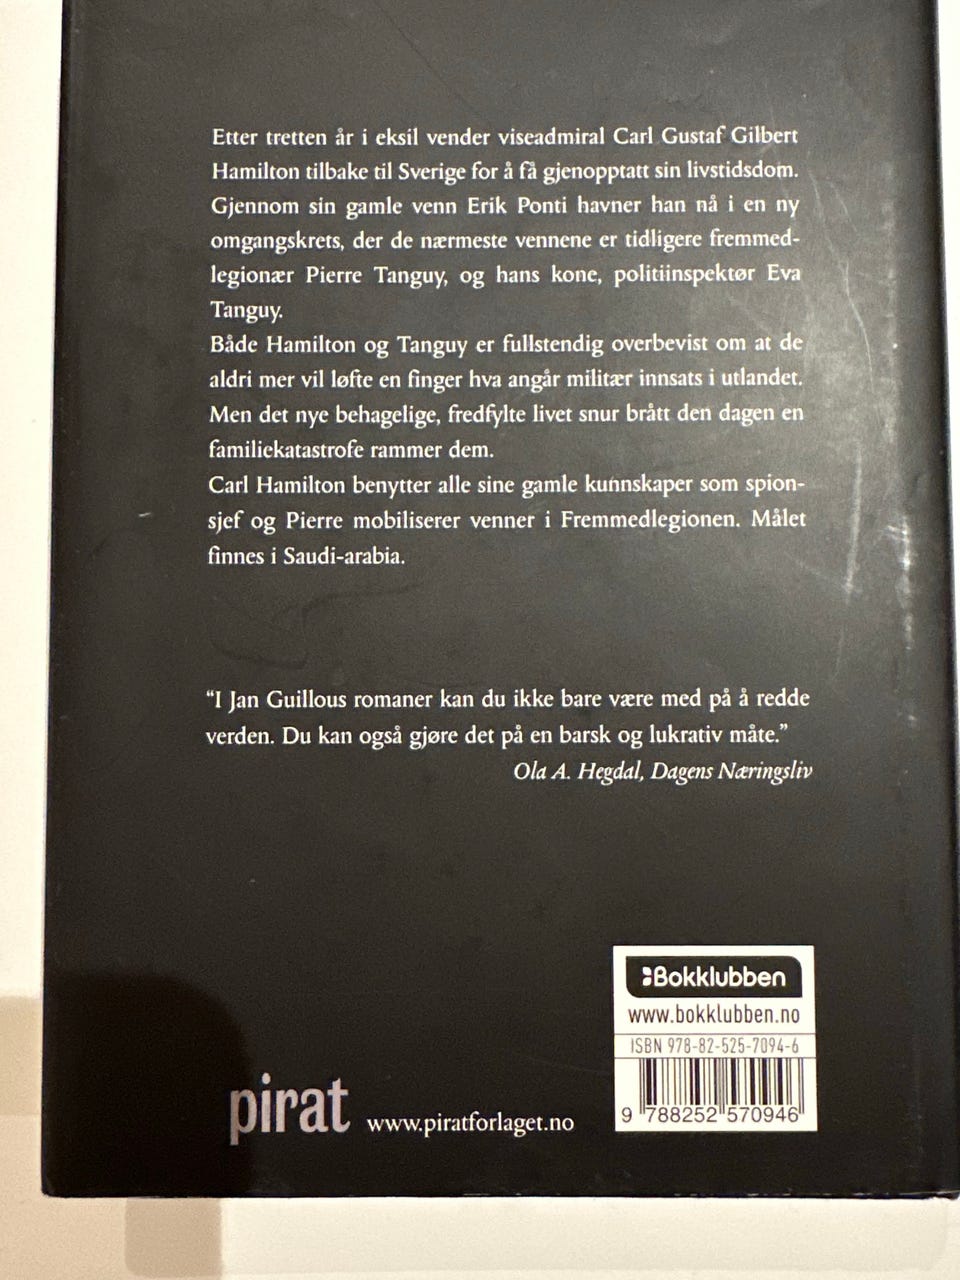 Etter tretten år i eksil vender viseadmiral Carl Gustaf Gilbert
Hamilton tilbake til Sverige for å få gjenopptatt sin livstidsdom.
Gjennom sin gamle venn Erik Ponti havner han nå i en ny
omgangskrets, der de nærmeste vennene er tidligere fremmed-
legionær Pierre Tanguy, og hans kone, politiinspektør Eva
Tanguy.
Både Hamilton og Tanguy er fullstendig overbevist om at de
aldri mer vil løfte en finger hva angår militær innsats i utlandet.
Men det nye behagelige, fredfylte livet snur brått den dagen en
familiekatastrofe rammer dem.
Carl Hamilton benytter alle sine gamle kunnskaper som spion-
sjef og Pierre mobiliserer venner i Fremmedlegionen. Målet
finnes i Saudi-arabia.
“I Jan Guillous romaner kan du ikke bare være med på å redde
verden. Du kan også gjøre det på en barsk og lukrativ måte.”
Ola A. Hegdal, Dagens Næringsliv
Bokklubben
www.bokklubben.no
ISBN 978-82-525-7094-6
9 788252 570946
pirat www.piratforlaget.no